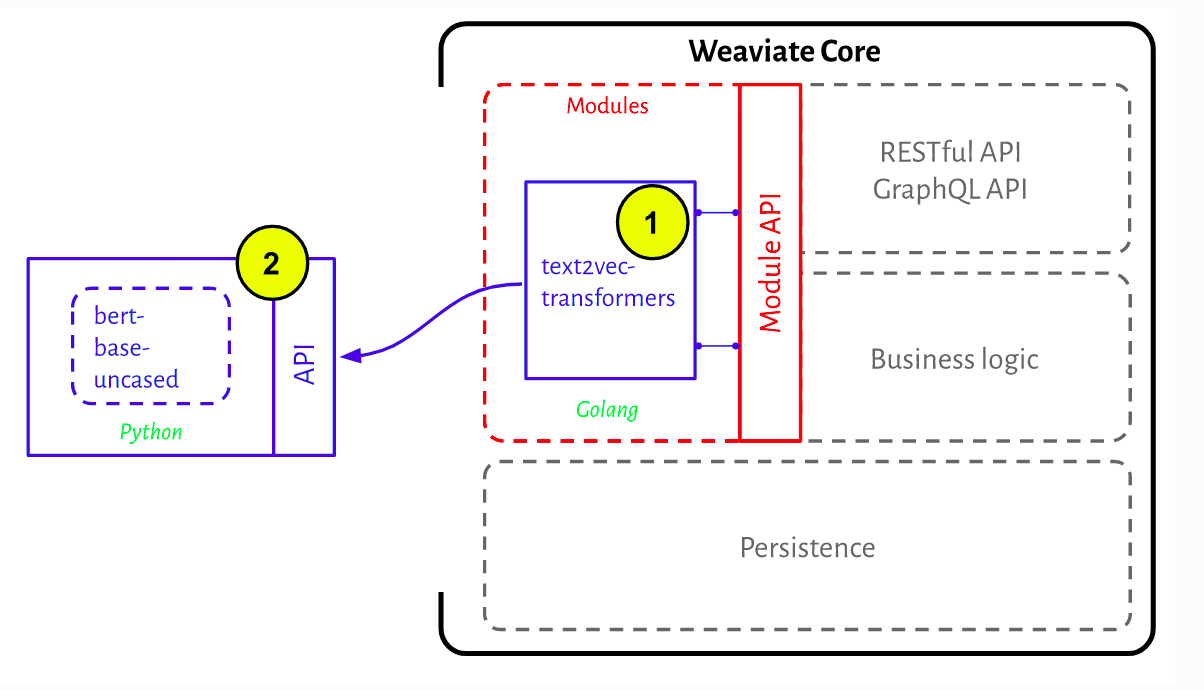 Weaviate Core
Modules
RESTful API
GraphQL API
1
Module API
2
text2vec-
transformers
bert-
base-
uncased
API
Business logic
Golang
Python
Persistence